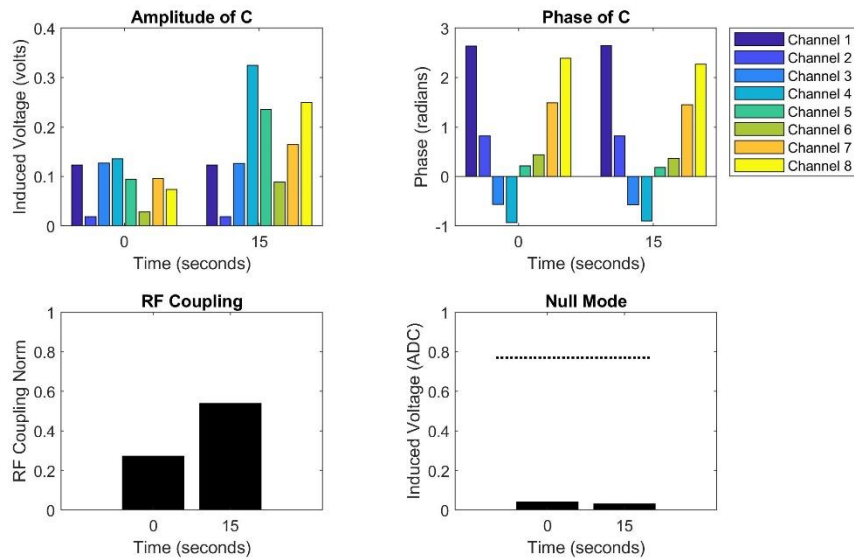 Amplitude of C
Induced Voltage (volts)
0.4
0.3
0.2
0.1
0
0
15
Time (seconds)
Phase of C
Phase (radians)
3
2
1
0
-1
0
15
Time (seconds)
Channel 1
Channel 2
Channel 3
Channel 4
Channel 5
Channel 6
Channel 7
Channel 8
RF Coupling
RF Coupling Norm
1
0.8
0.6
0.4
0.2
0
0
15
Time (seconds)
Null Mode
Induced Voltage (ADC)
1
0.8
0.6
0.4
0.2
0
0
15
Time (seconds)